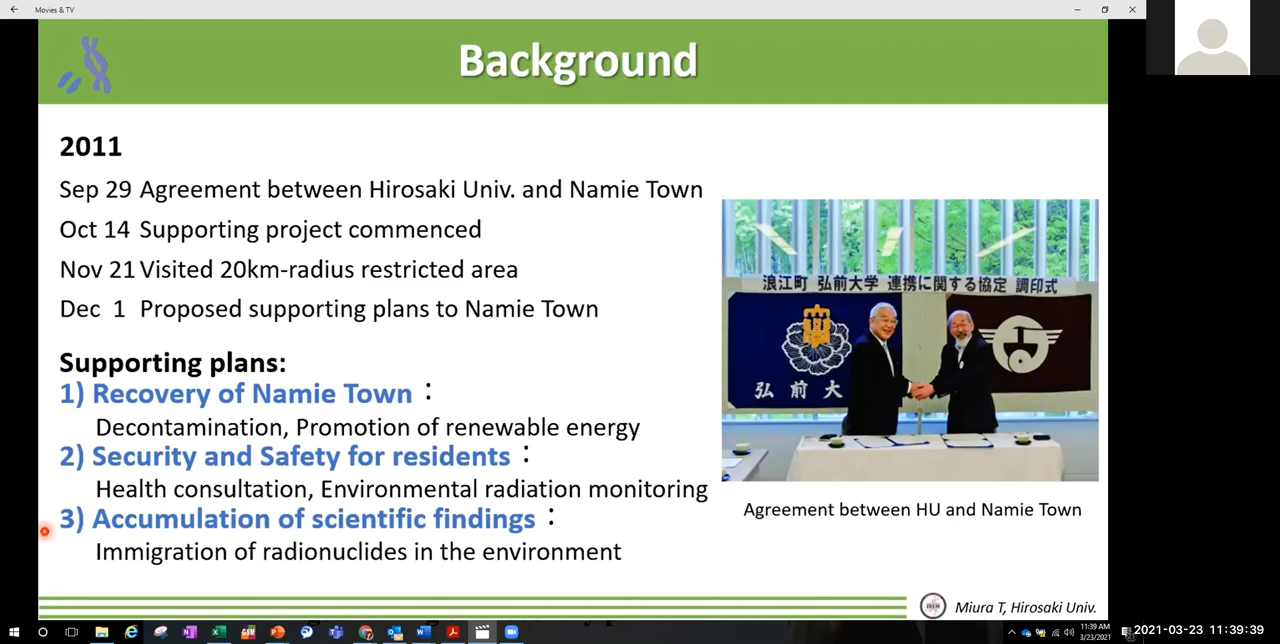 Movies & TV
Background
2011
Sep 29 Agreement between Hirosaki Univ. and Namie Town
Oct 14 Supporting project commenced
Nov 21 Visited 20km-radius restricted area
Dec 1 Proposed supporting plans to Namie Town
Supporting plans:
1) Recovery of Namie Town：
Decontamination, Promotion of renewable energy
2) Security and Safety for residents：
Health consultation, Environmental radiation monitoring
3) Accumulation of scientific findings：
Immigration of radionuclides in the environment
浪江町 弘前大学 連携に関する協定 調印式
弘前大
Agreement between HU and Namie Town
Miura T, Hirosaki Univ.
11:39 AM
3/23/2021
2021-03-23 11:39:39